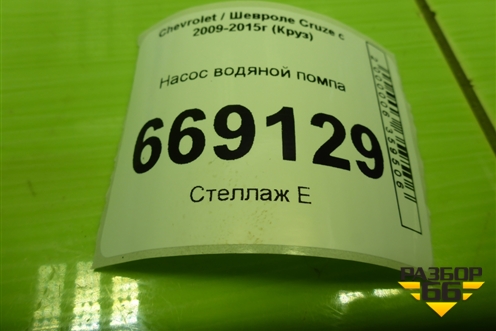 Chevrolet / Шевроле Cruze с
2009-2015г (Круз)
Насос водяной помпа
669129
Стеллаж Е
РАЗБОР
66